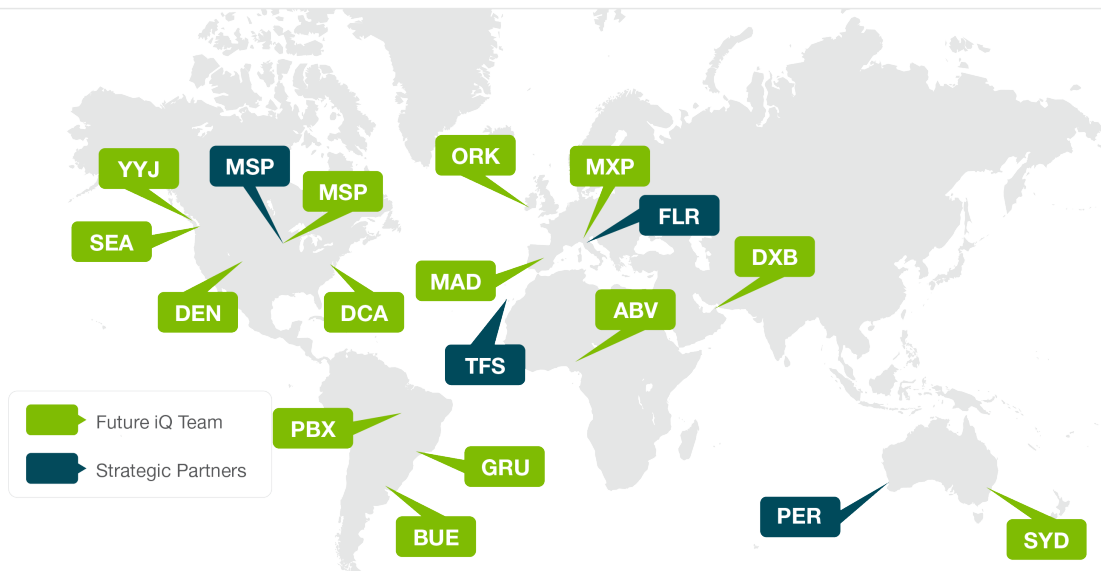 ORK
MXP
YYJ
MSP
MSP
FLR
SEA
DXB
MAD
DEN
DCA
ABV
TFS
Future iQ Team
PBX
Strategic Partners
GRU
PER
BUE
SYD